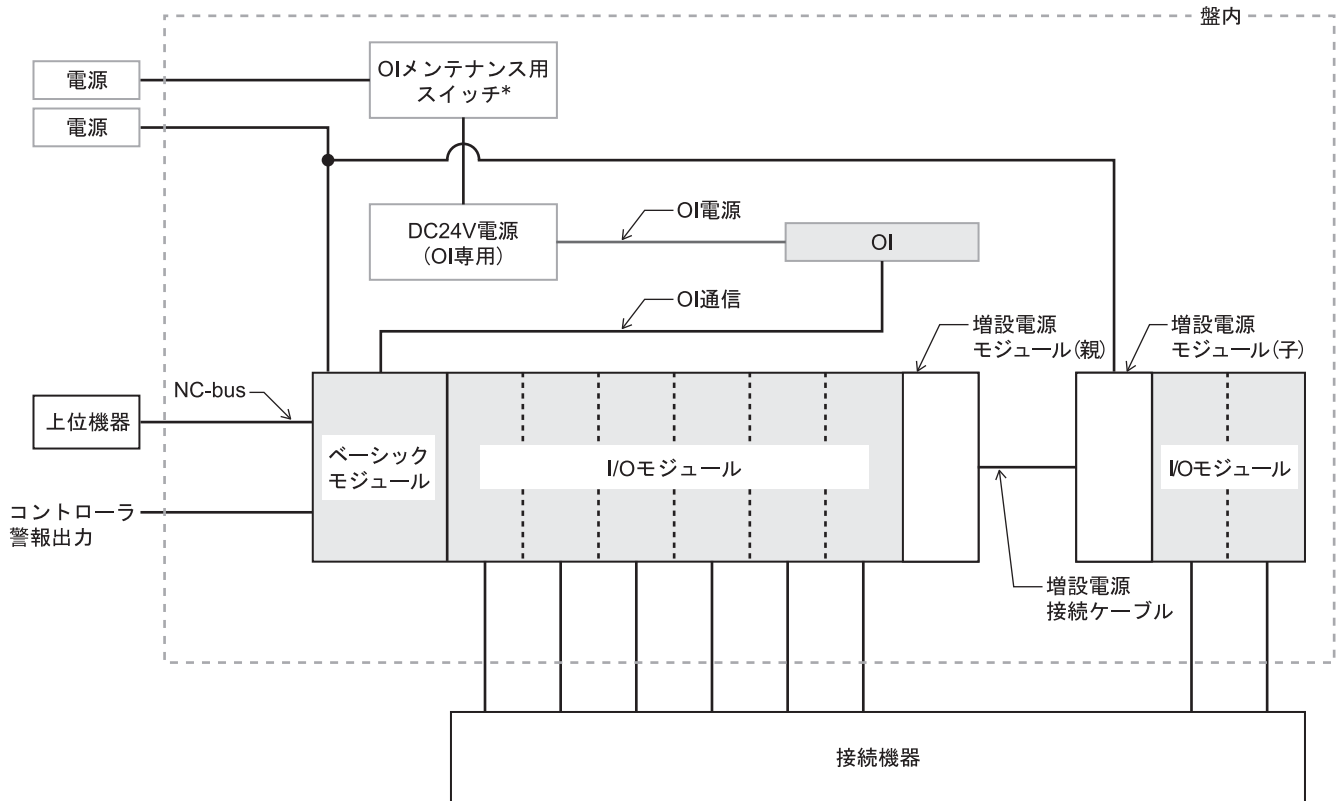 盤内
電源
電源
OIメンテナンス用
スイッチ*
DC24V電源
(OI専用)
OI電源
OI
OI通信
増設電源
モジュール(親)
増設電源
モジュール(子)
NC-bus
上位機器
コントローラ
警報出力
ベーシック
モジュール
I/Oモジュール
I/Oモジュール
増設電源
接続ケーブル
接続機器